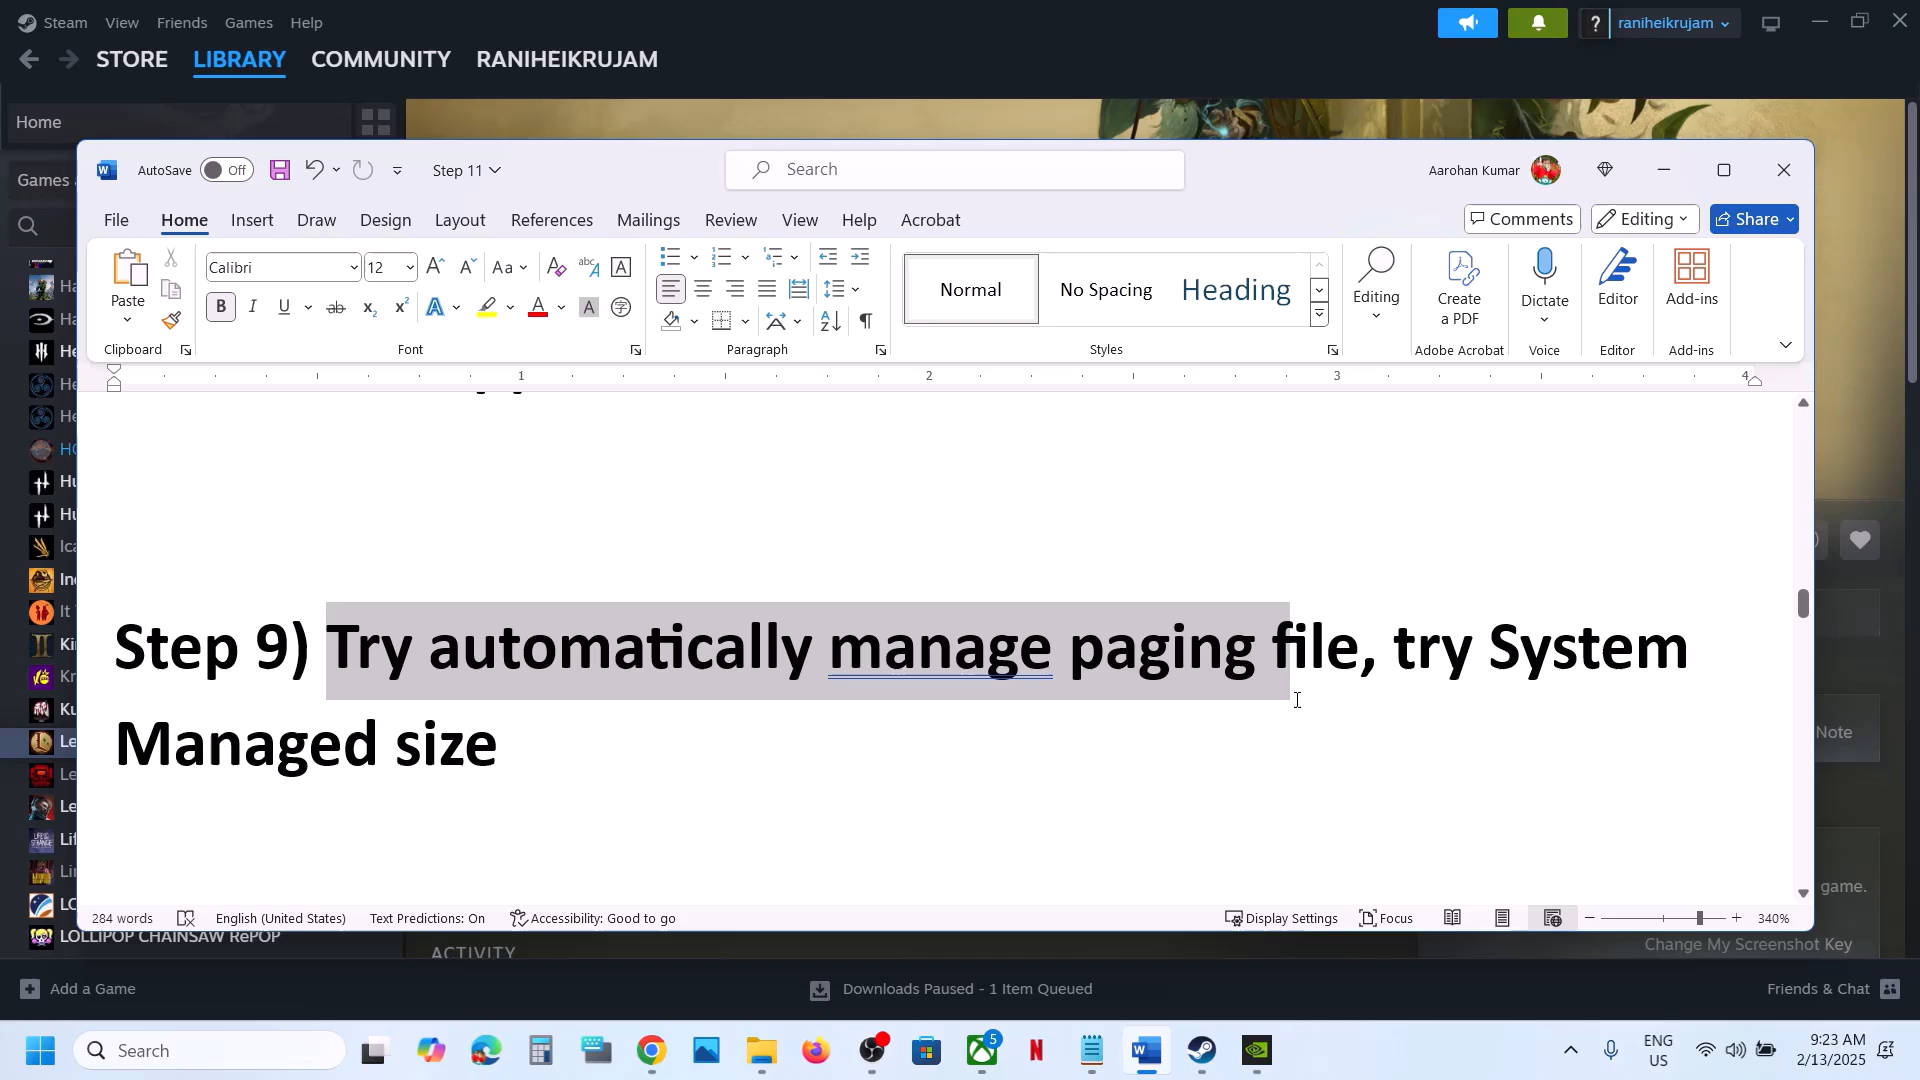 Steam View Friends Games Help
? raniheikrujam
STORE LIBRARY COMMUNITY RANIHEIKRUJAM
Home
Games
AutoSave Off Step 11 Search Aarohan Kumar
File Home Insert Draw Design Layout References Mailings Review View Help Acrobat Comments Editing Share
Paste Calibri 12 Aa Normal No Spacing Heading Editing Create a PDF Dictate Editor Add-ins
Clipboard Font Paragraph Styles Adobe Acrobat Voice Editor Add-ins
1 2 3 4
Step 9) Try automatically manage paging file, try System
Managed size
Note
game.
284 words English (United States) Text Predictions: On Accessibility: Good to go Display Settings Focus 340%
LOLLIPOP CHAINSAW RePOP
ACTIVITY
Change My Screenshot Key
Add a Game Downloads Paused - 1 Item Queued Friends & Chat
Search
5
ENG
US
9:23 AM
2/13/2025